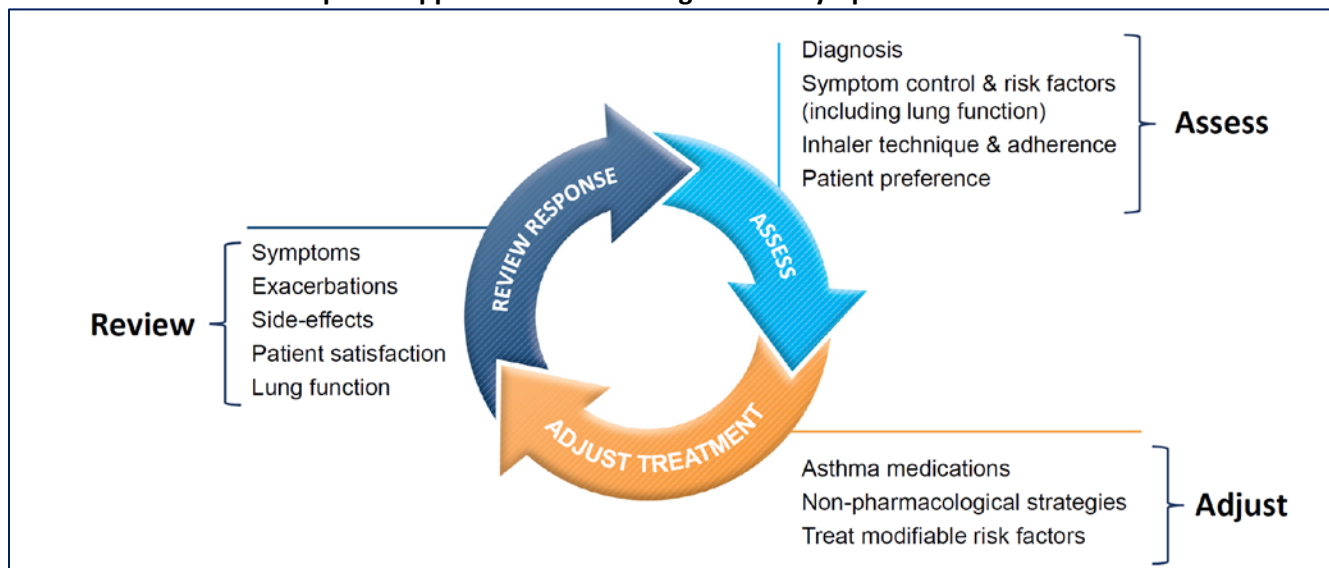 Diagnosis
Symptom control & risk factors
(including lung function)
Inhaler technique & adherence
Patient preference
Assess
REVIEW RESPONSE
ASSESS
ADJUST TREATMENT
Review
Symptoms
Exacerbations
Side-effects
Patient satisfaction
Lung function
Asthma medications
Non-pharmacological strategies
Treat modifiable risk factors
Adjust